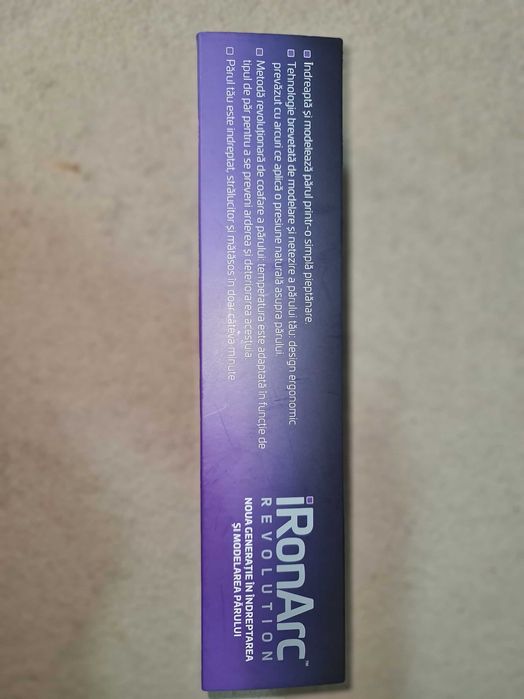 Îndreaptă și modelează părul printr-o simplă pieptănare.
Tehnologie brevetată de modelare și netezire a părului tău: design ergonomic
prevăzut cu arcuri ce aplică o presiune naturală asupra părului.
Metodă revoluționară de coafare a părului: temperatura este adaptată în funcție de
tipul de păr pentru a se preveni arderea și deteriorarea acestuia.
Părul tău este îndreptat, strălucitor și mătăsos în doar câteva minute
iRonArc™
REVOLUTION
NOUA GENERAȚIE ÎN ÎNDREPTAREA
ȘI MODELAREA PĂRULUI